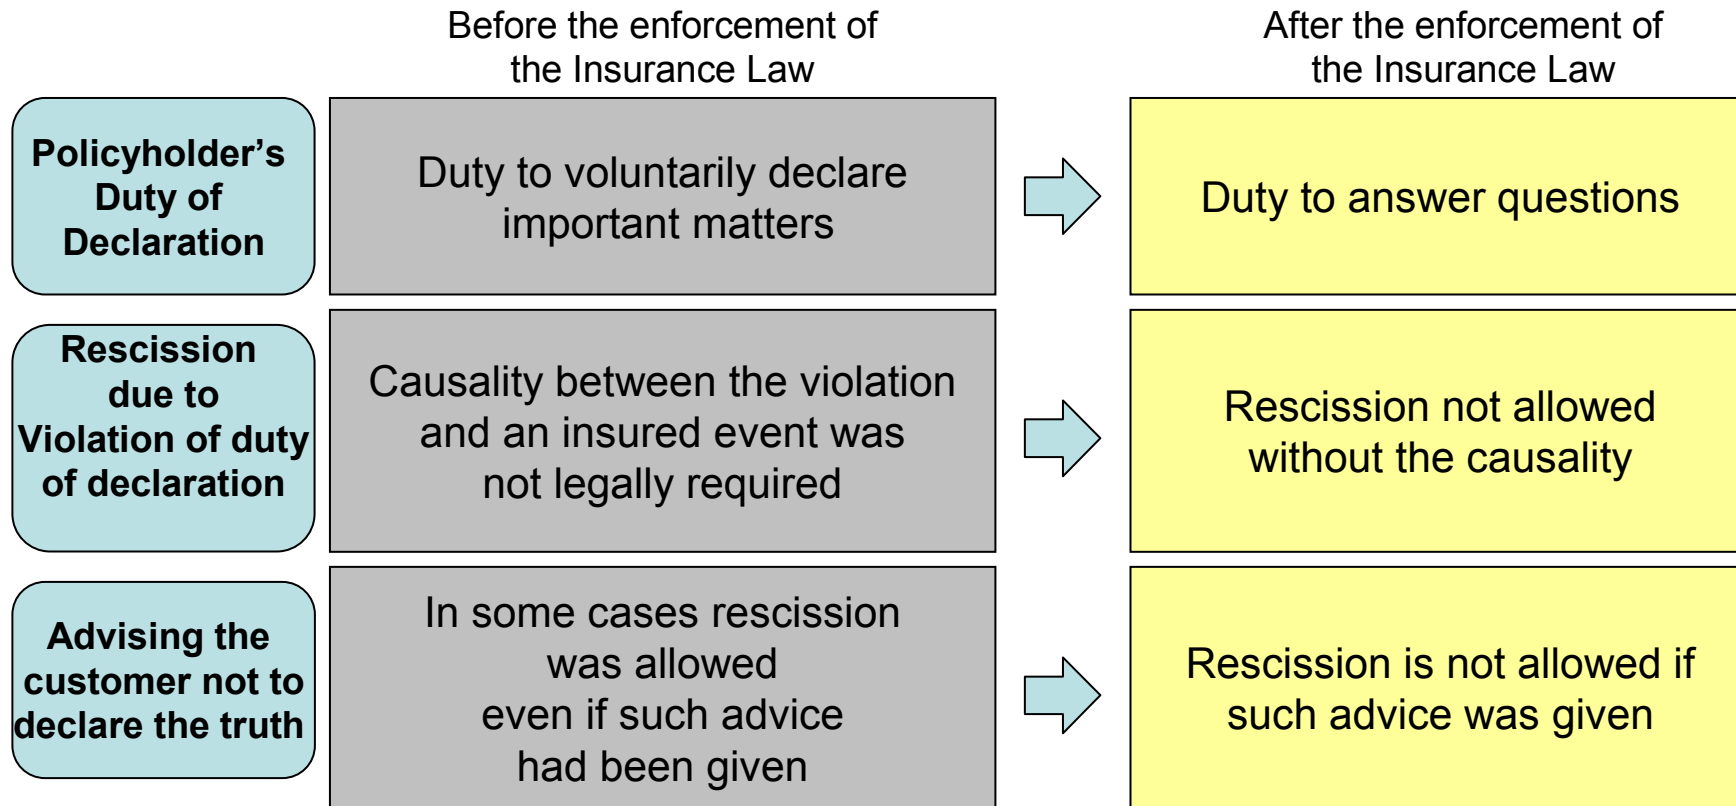 Before the enforcement of
the Insurance Law
After the enforcement of
the Insurance Law
Policyholder’s
Duty of
Declaration
Duty to voluntarily declare
important matters
Duty to answer questions
Rescission
due to
Violation of duty
of declaration
Causality between the violation
and an insured event was
not legally required
Rescission not allowed
without the causality
Advising the
customer not to
declare the truth
In some cases rescission
was allowed
even if such advice
had been given
Rescission is not allowed if
such advice was given